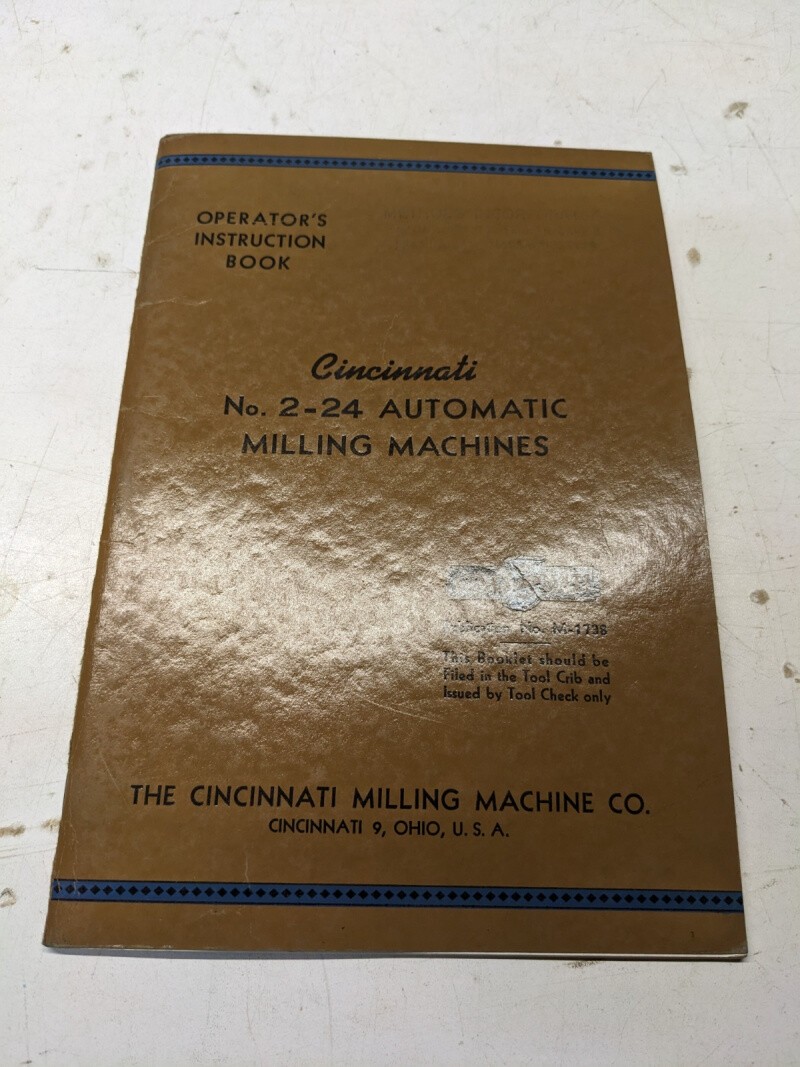 OPERATOR'S
INSTRUCTION
BOOK
Cincinnati
No. 2-24 AUTOMATIC
MILLING MACHINES
Publication No. M-1738
This Booklet should be
Filed in the Tool Crib and
Issued by Tool Check only
THE CINCINNATI MILLING MACHINE CO.
CINCINNATI 9, OHIO, U. S. A.